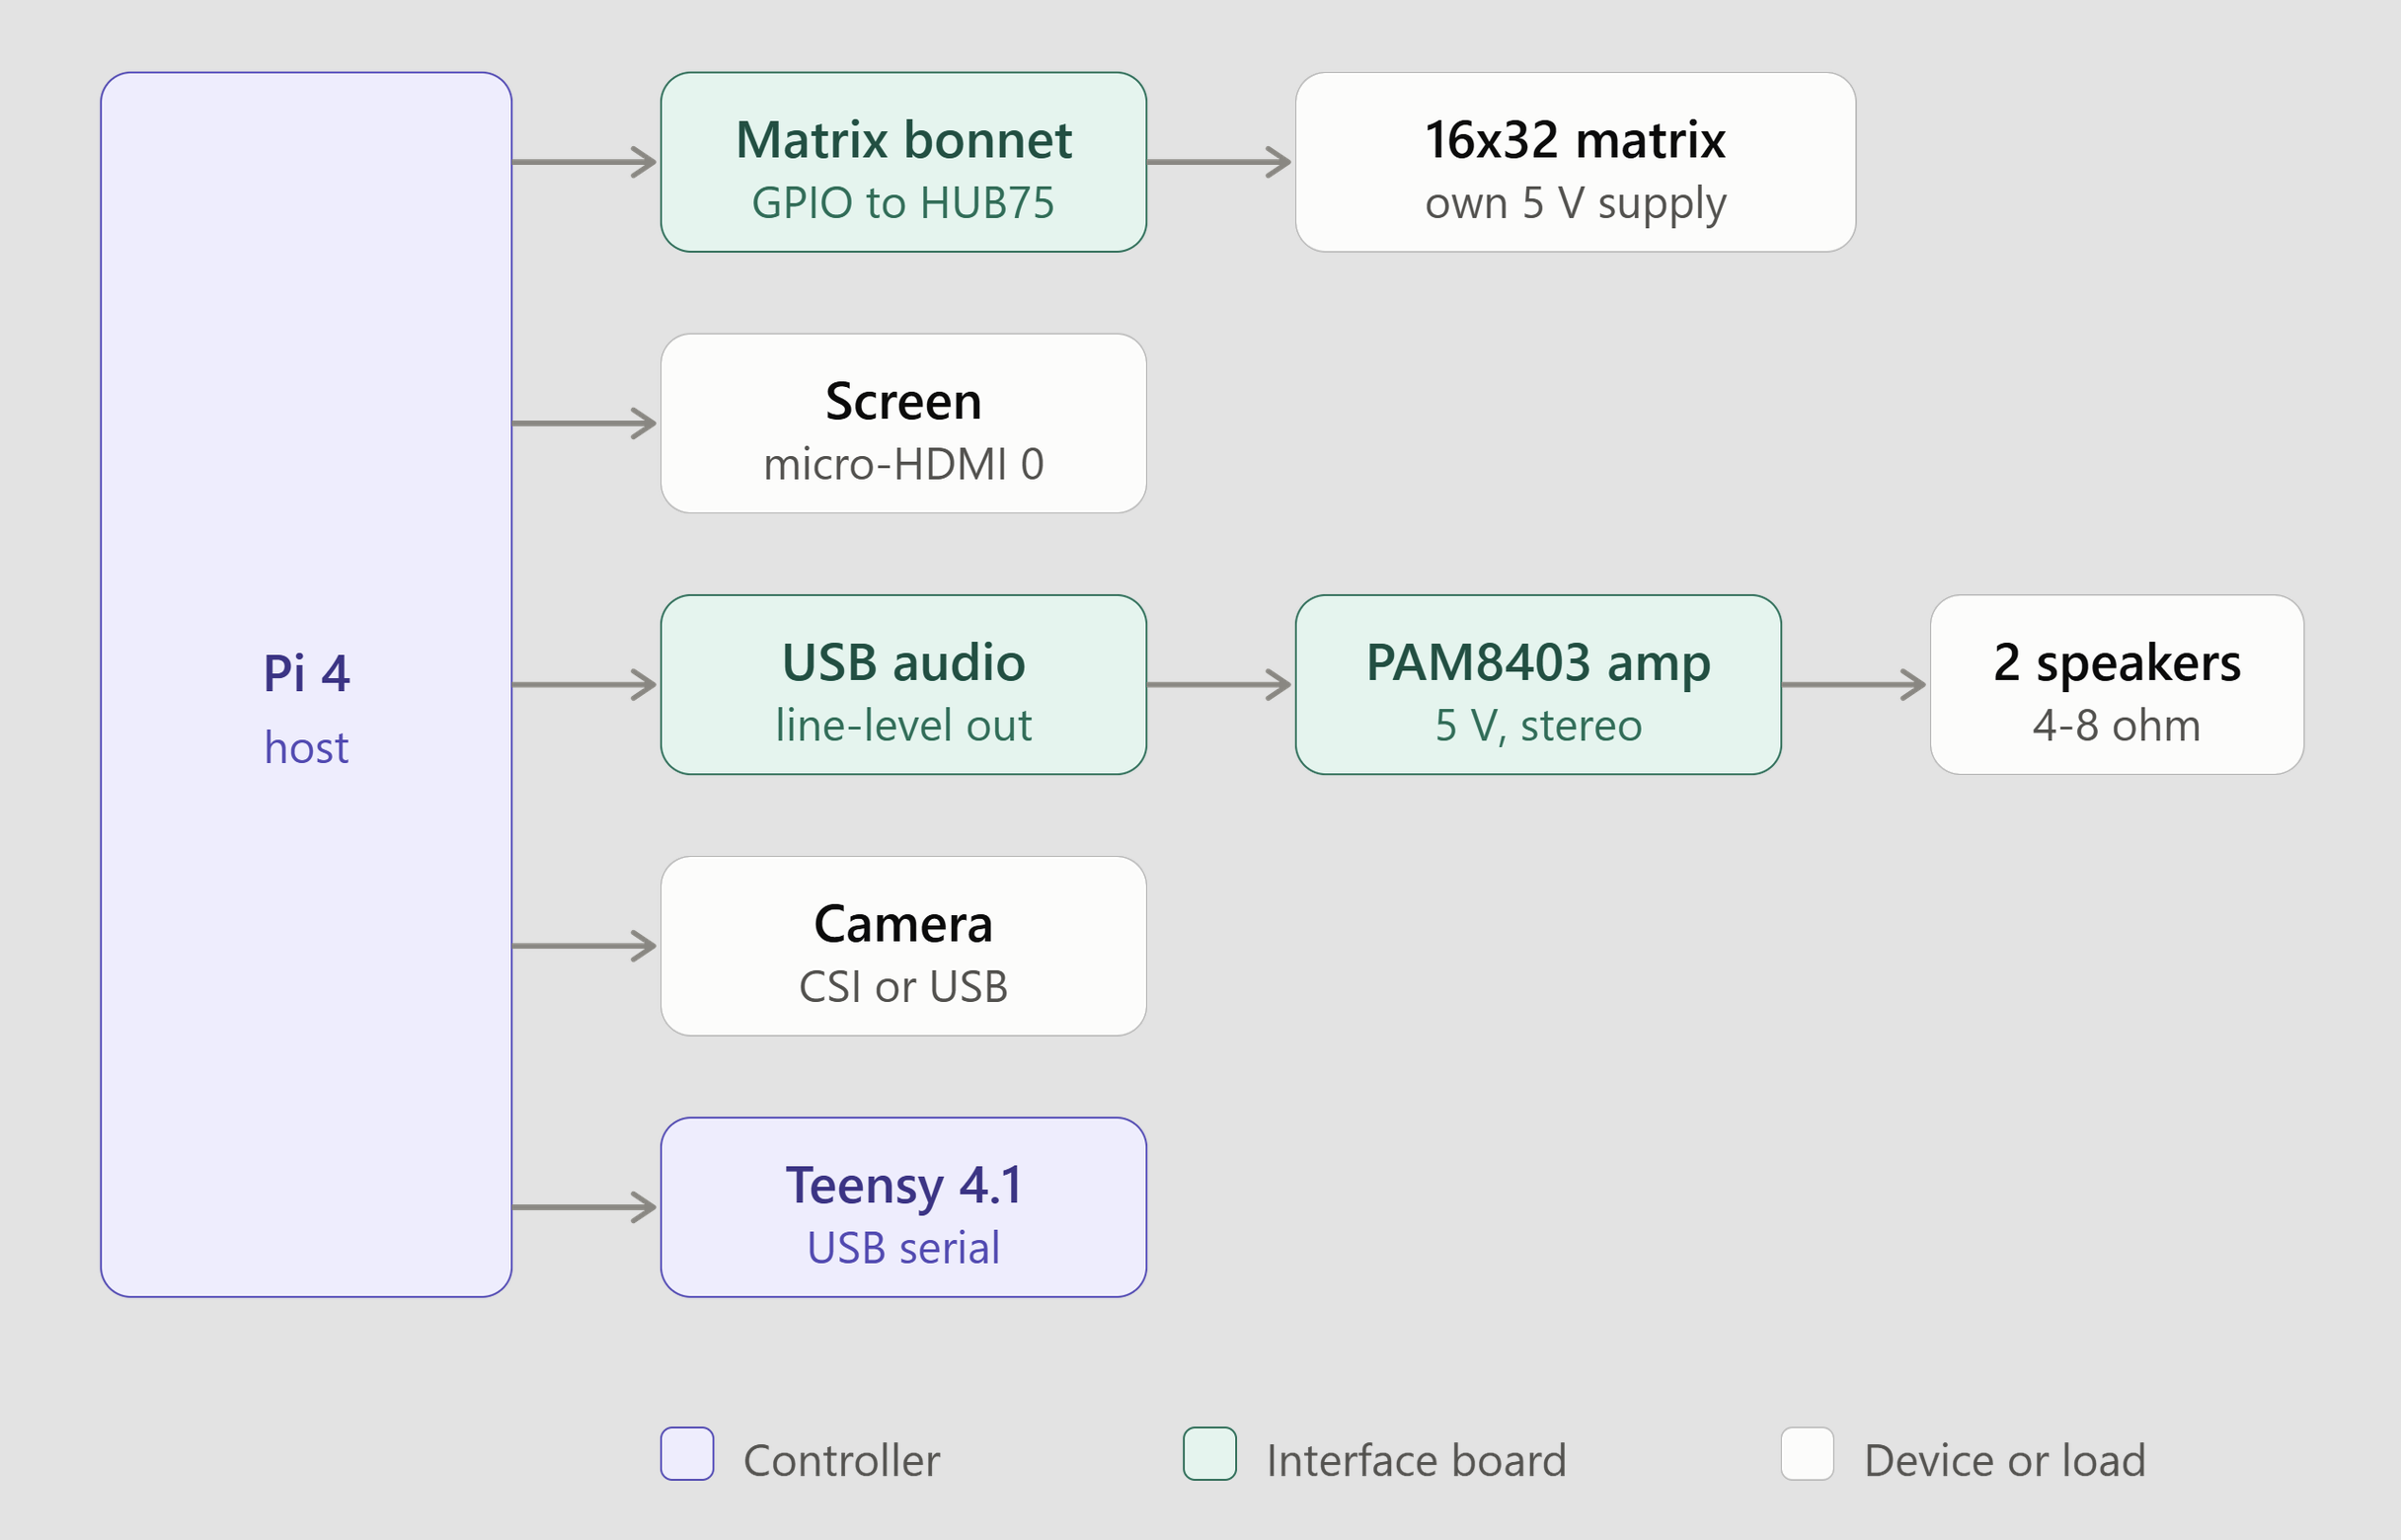 Matrix bonnet
GPIO to HUB75
16x32 matrix
own 5 V supply
Screen
micro-HDMI 0
Pi 4
host
USB audio
line-level out
PAM8403 amp
5 V, stereo
2 speakers
4-8 ohm
Camera
CSI or USB
Teensy 4.1
USB serial
Controller
Interface board
Device or load